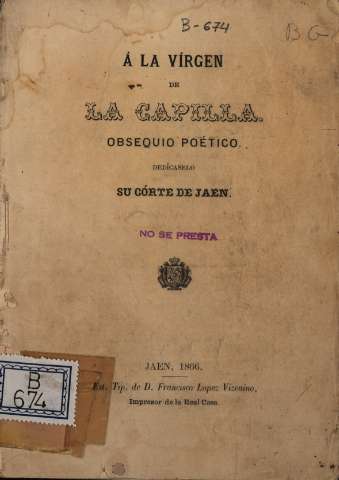 B-674
B G
Á LA VÍRGEN
DE
LA CAPILLA.
OBSEQUIO POÉTICO.
DEDÍCASELO
SU CÓRTE DE JAEN.
NO SE PRESTA
JAEN, 1866.
Est. Tip. de D. Francisco Lopez Vizcaino,
Impresor de la Real Casa.
B
674